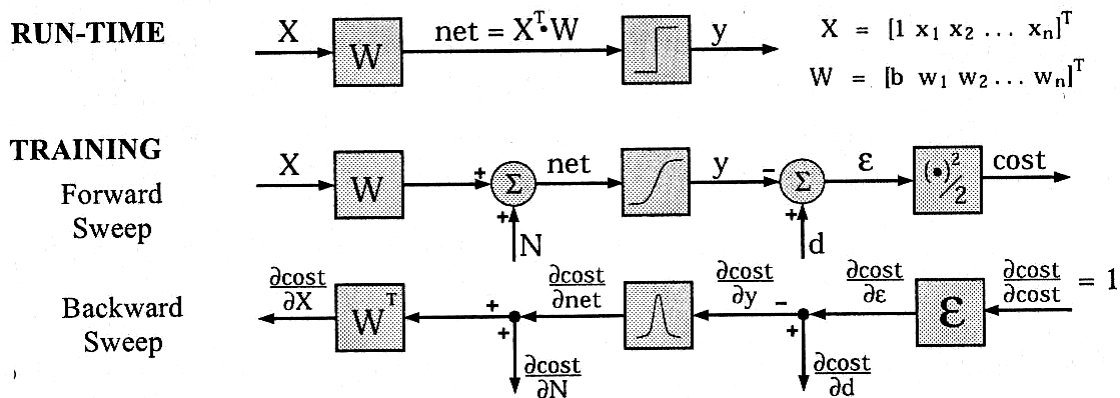 RUN-TIME
X
W
net = X^T•W
y
X = [1 x₁ x₂ ... xₙ]^T
W = [b w₁ w₂ ... wₙ]^T
TRAINING
Forward
Sweep
X
W
+
Σ
+
N
net
y
−
Σ
+
d
ε
(•)²/2
cost
Backward
Sweep
∂cost/∂X
W^T
+
+
∂cost/∂N
∂cost/∂net
∂cost/∂y
−
+
∂cost/∂d
∂cost/∂ε
ε
∂cost/∂cost = 1